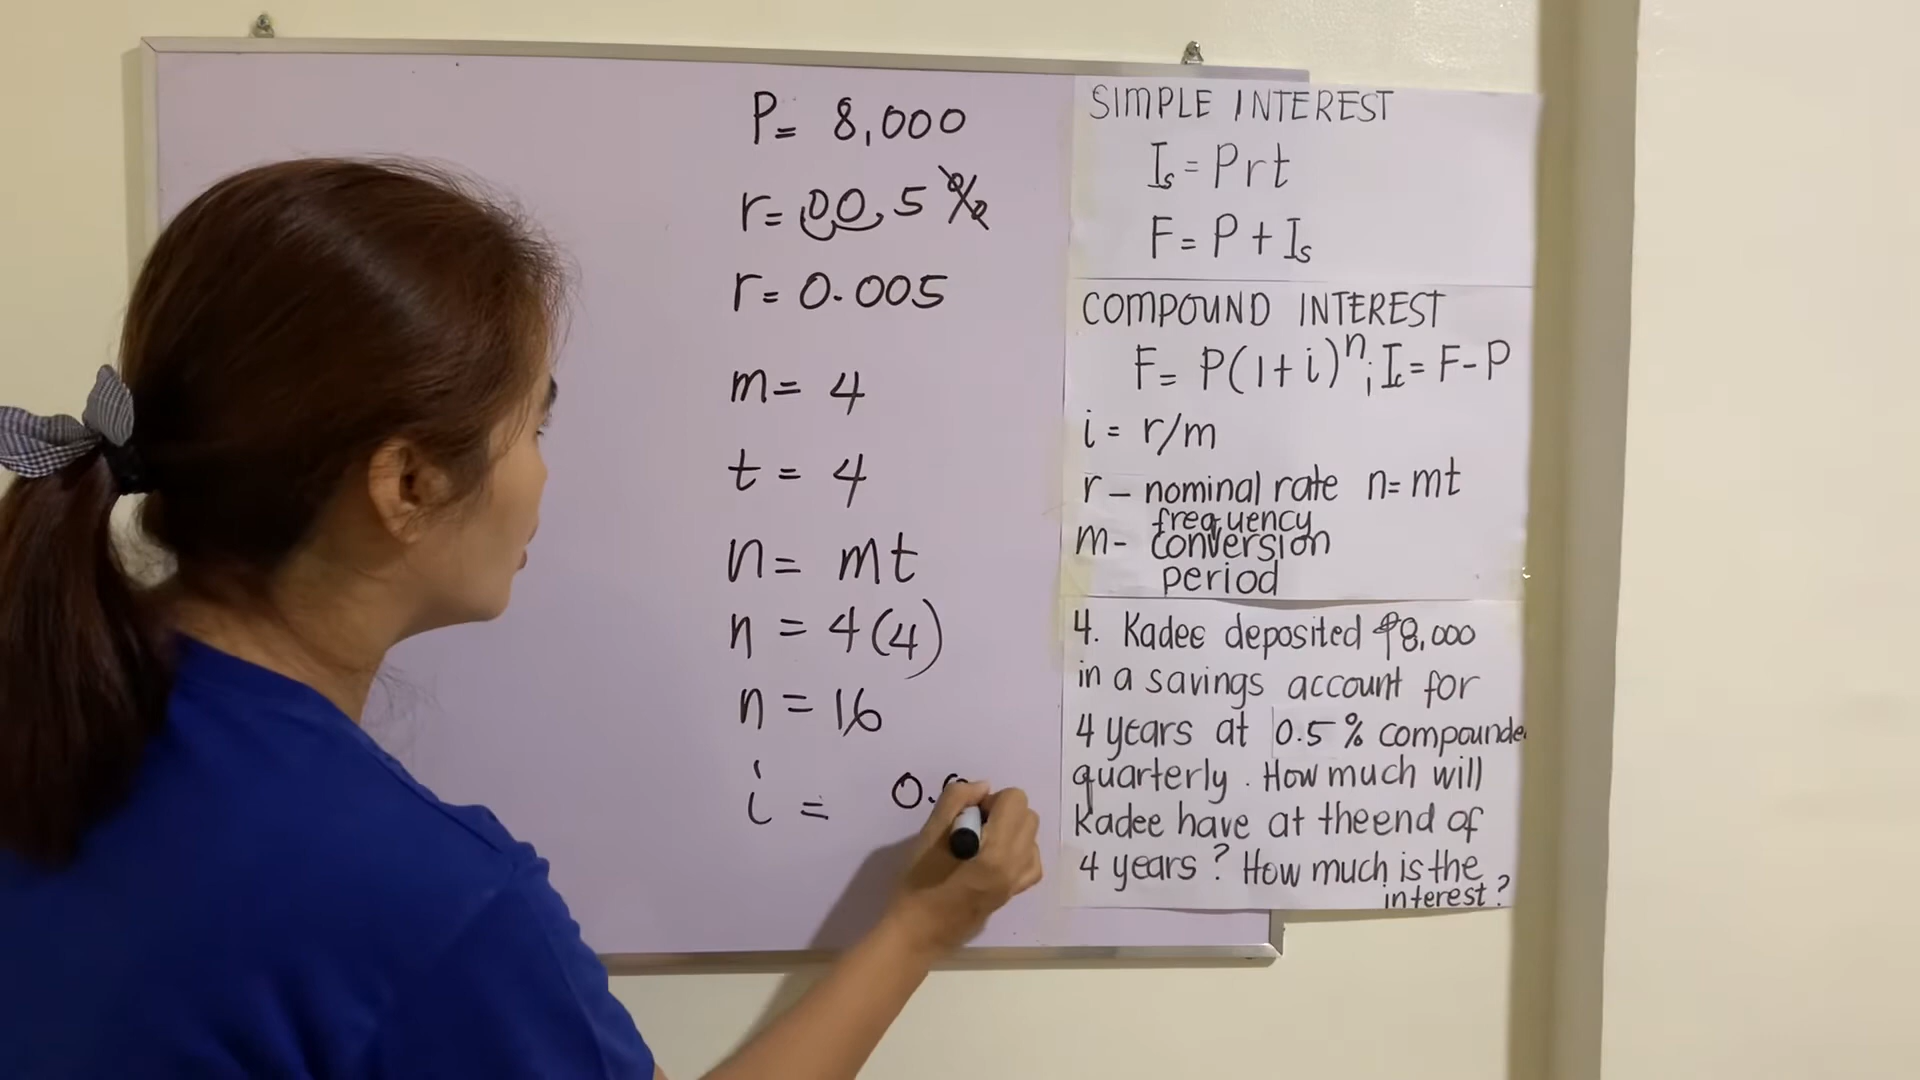 P = 8,000
r = 00.5%
r = 0.005
m = 4
t = 4
n = mt
n = 4(4)
n = 16
i = 0.
SIMPLE INTEREST
Is = Prt
F = P + Is
COMPOUND INTEREST
F = P(1+i)ⁿ; Ic = F-P
i = r/m
r – nominal rate n = mt
frequency
m- conversion
period
4. Kadee deposited ₱8,000
in a savings account for
4 years at 0.5% compounde
quarterly. How much will
Kadee have at the end of
4 years? How much is the
interest?